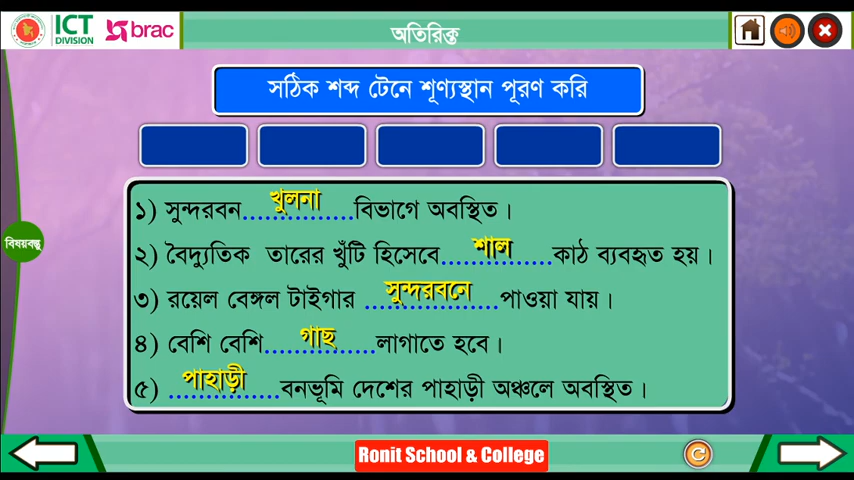 ICT
DIVISION
brac
অতিরিক্ত
সঠিক শব্দ টেনে শূণ্যস্থান পূরণ করি
বিষয়বস্তু
১) সুন্দরবন..খুলনা..বিভাগে অবস্থিত।
২) বৈদ্যুতিক তারের খুঁটি হিসেবে..শাল..কাঠ ব্যবহৃত হয়।
৩) রয়েল বেঙ্গল টাইগার ..সুন্দরবনে..পাওয়া যায়।
৪) বেশি বেশি..গাছ..লাগাতে হবে।
৫) ..পাহাড়ী..বনভূমি দেশের পাহাড়ী অঞ্চলে অবস্থিত।
Ronit School & College